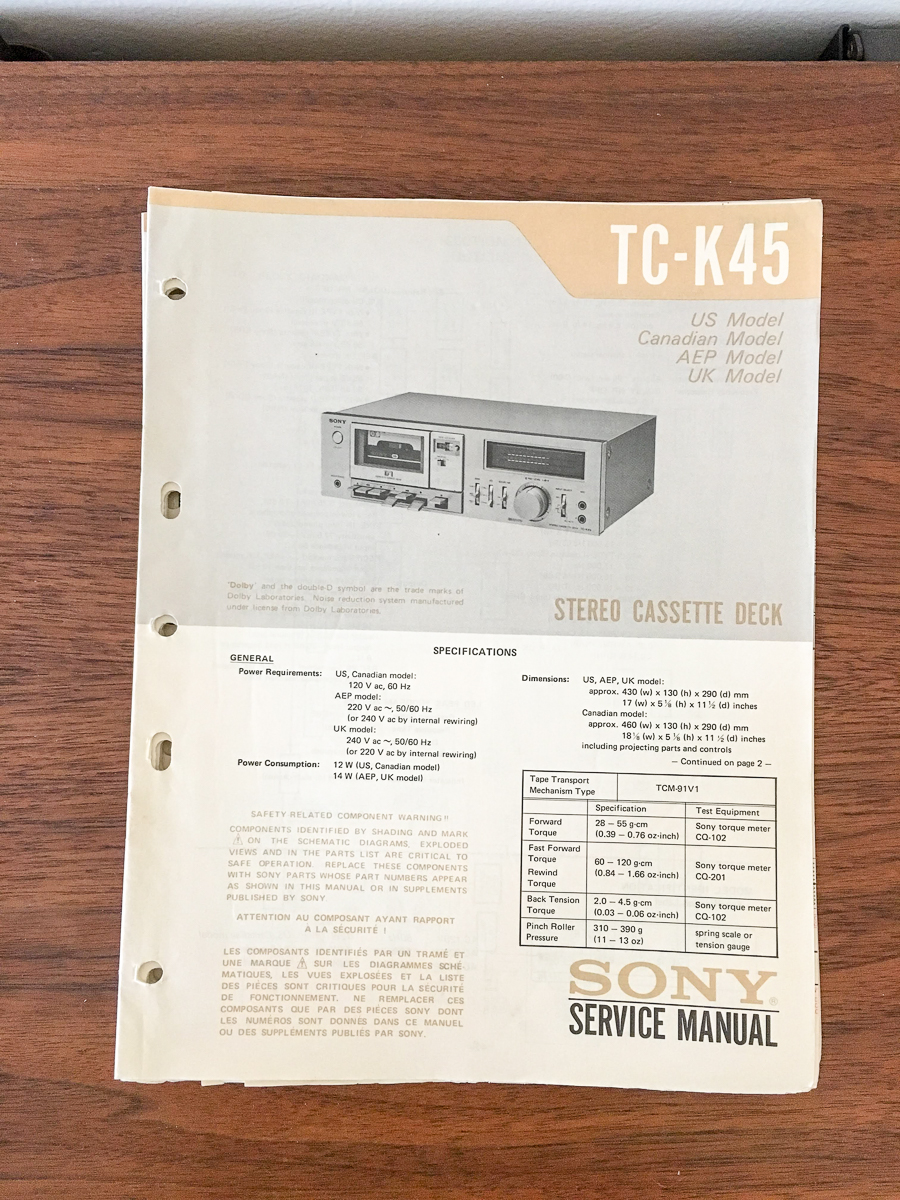 TC-K45
US Model
Canadian Model
AEP Model
UK Model
SONY
"Dolby" and the double-D symbol are the trade marks of
Dolby Laboratories. Noise reduction system manufactured
under license from Dolby Laboratories.
STEREO CASSETTE DECK
SPECIFICATIONS
GENERAL
Power Requirements: US, Canadian model:
120 V ac, 60 Hz
AEP model:
220 V ac ~, 50/60 Hz
(or 240 V ac by internal rewiring)
UK model:
240 V ac ~, 50/60 Hz
(or 220 V ac by internal rewiring)
Power Consumption: 12 W (US, Canadian model)
14 W (AEP, UK model)
Dimensions: US, AEP, UK model:
approx. 430 (w) x 130 (h) x 290 (d) mm
17 (w) x 5 1/8 (h) x 11 1/2 (d) inches
Canadian model:
approx. 460 (w) x 130 (h) x 290 (d) mm
18 1/8 (w) x 5 1/8 (h) x 11 1/2 (d) inches
including projecting parts and controls
— Continued on page 2 —
SAFETY-RELATED COMPONENT WARNING!!
COMPONENTS IDENTIFIED BY SHADING AND MARK
⚠ ON THE SCHEMATIC DIAGRAMS, EXPLODED
VIEWS AND IN THE PARTS LIST ARE CRITICAL TO
SAFE OPERATION. REPLACE THESE COMPONENTS
WITH SONY PARTS WHOSE PART NUMBERS APPEAR
AS SHOWN IN THIS MANUAL OR IN SUPPLEMENTS
PUBLISHED BY SONY
ATTENTION AU COMPOSANT AYANT RAPPORT
À LA SÉCURITÉ !
LES COMPOSANTS IDENTIFIÉS PAR UN TRAMÉ ET
UNE MARQUE ⚠ SUR LES DIAGRAMMES SCHÉ-
MATIQUES, LES VUES EXPLOSÉES ET LA LISTE
DES PIÈCES SONT CRITIQUES POUR LA SÉCURITÉ
DE FONCTIONNEMENT. NE REMPLACER CES
COMPOSANTS QUE PAR DES PIÈCES SONY DONT
LES NUMÉROS SONT DONNÉS DANS CE MANUEL
OU DES SUPPLÉMENTS PUBLIÉS PAR SONY.
Tape Transport
Mechanism Type TCM-91V1
Specification Test Equipment
Forward 28 – 55 g·cm Sony torque meter
Torque (0.39 – 0.76 oz·inch) CQ-102
Fast Forward
Torque 60 – 120 g·cm Sony torque meter
Rewind (0.84 – 1.66 oz·inch) CQ-201
Torque
Back Tension 2.0 – 4.5 g·cm Sony torque meter
Torque (0.03 – 0.06 oz·inch) CQ-102
Pinch Roller 310 – 390 g spring scale or
Pressure (11 – 13 oz) tension gauge
SONY®
SERVICE MANUAL